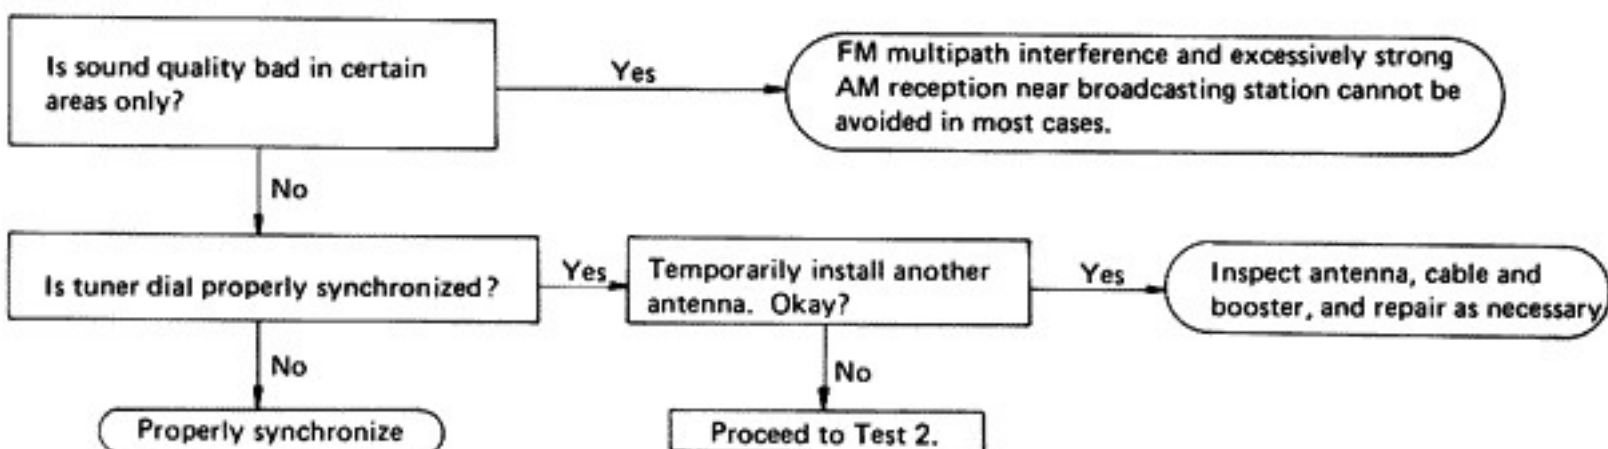 Is sound quality bad in certain
areas only?
Yes
FM multipath interference and excessively strong
AM reception near broadcasting station cannot be
avoided in most cases.
No
Is tuner dial properly synchronized?
Yes
Temporarily install another
antenna. Okay?
Yes
Inspect antenna, cable and
booster, and repair as necessary
No
Properly synchronize
No
Proceed to Test 2.